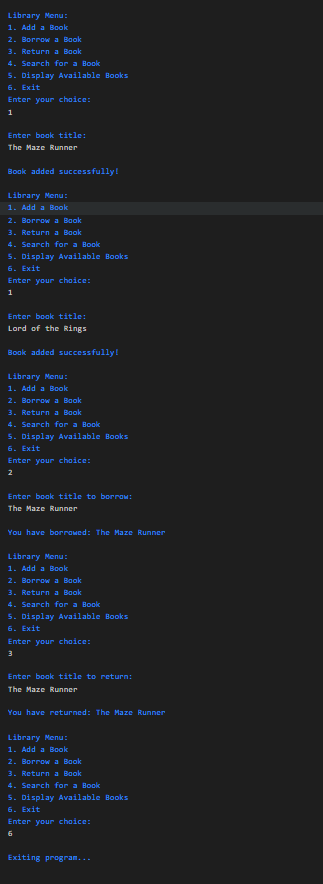 Library Menu:
1. Add a Book
2. Borrow a Book
3. Return a Book
4. Search for a Book
5. Display Available Books
6. Exit
Enter your choice:
1
Enter book title:
The Maze Runner
Book added successfully!
Library Menu:
1. Add a Book
2. Borrow a Book
3. Return a Book
4. Search for a Book
5. Display Available Books
6. Exit
Enter your choice:
1
Enter book title:
Lord of the Rings
Book added successfully!
Library Menu:
1. Add a Book
2. Borrow a Book
3. Return a Book
4. Search for a Book
5. Display Available Books
6. Exit
Enter your choice:
2
Enter book title to borrow:
The Maze Runner
You have borrowed: The Maze Runner
Library Menu:
1. Add a Book
2. Borrow a Book
3. Return a Book
4. Search for a Book
5. Display Available Books
6. Exit
Enter your choice:
3
Enter book title to return:
The Maze Runner
You have returned: The Maze Runner
Library Menu:
1. Add a Book
2. Borrow a Book
3. Return a Book
4. Search for a Book
5. Display Available Books
6. Exit
Enter your choice:
6
Exiting program...